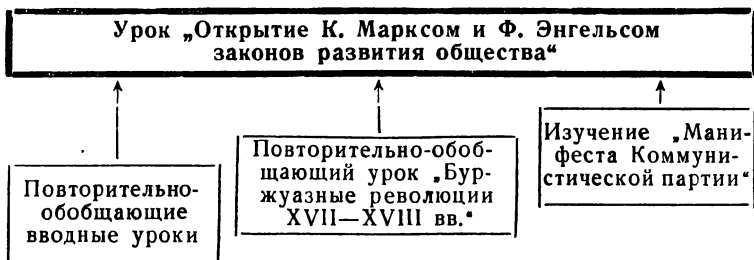 Урок „Открытие К. Марксом и Ф. Энгельсом
законов развития общества“
Повторительно-
обобщающие
вводные уроки
Повторительно-обоб-
щающий урок „Бур-
жуазные революции
XVII—XVIII вв.“
Изучение „Мани-
феста Коммуни-
стической партии“